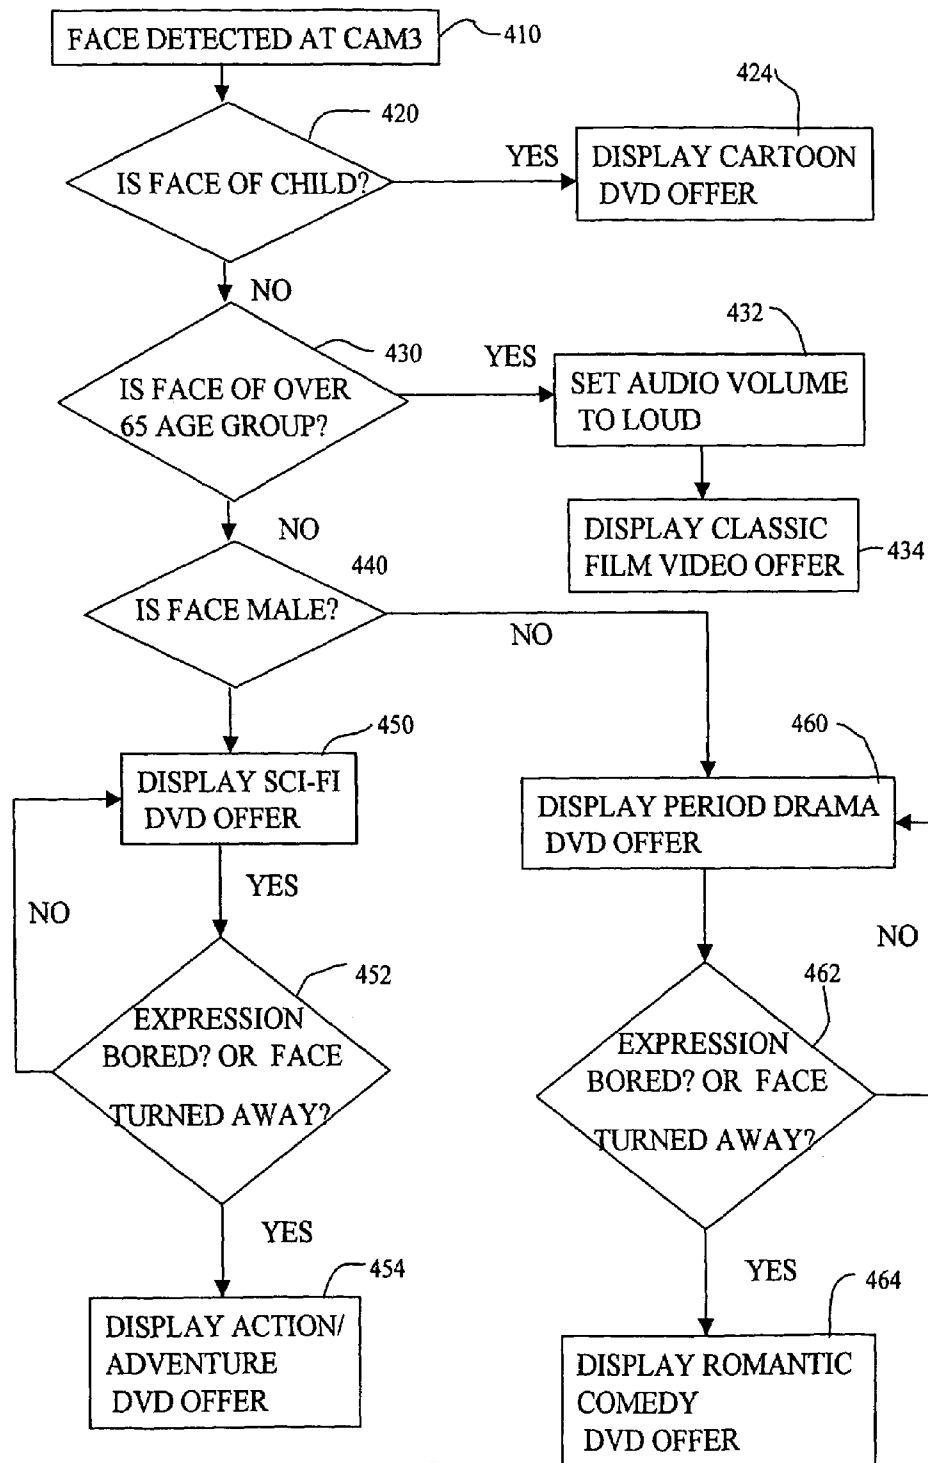 FACE DETECTED AT CAM3
410
424
420
YES
DISPLAY CARTOON
DVD OFFER
IS FACE OF CHILD?
NO
432
430
YES
IS FACE OF OVER
65 AGE GROUP?
SET AUDIO VOLUME
TO LOUD
NO
DISPLAY CLASSIC
FILM VIDEO OFFER
434
440
IS FACE MALE?
NO
450
460
DISPLAY SCI-FI
DVD OFFER
DISPLAY PERIOD DRAMA
DVD OFFER
YES
NO
NO
452
462
EXPRESSION
BORED? OR FACE
TURNED AWAY?
EXPRESSION
BORED? OR FACE
TURNED AWAY?
YES
454
YES
464
DISPLAY ACTION/
ADVENTURE
DVD OFFER
DISPLAY ROMANTIC
COMEDY
DVD OFFER